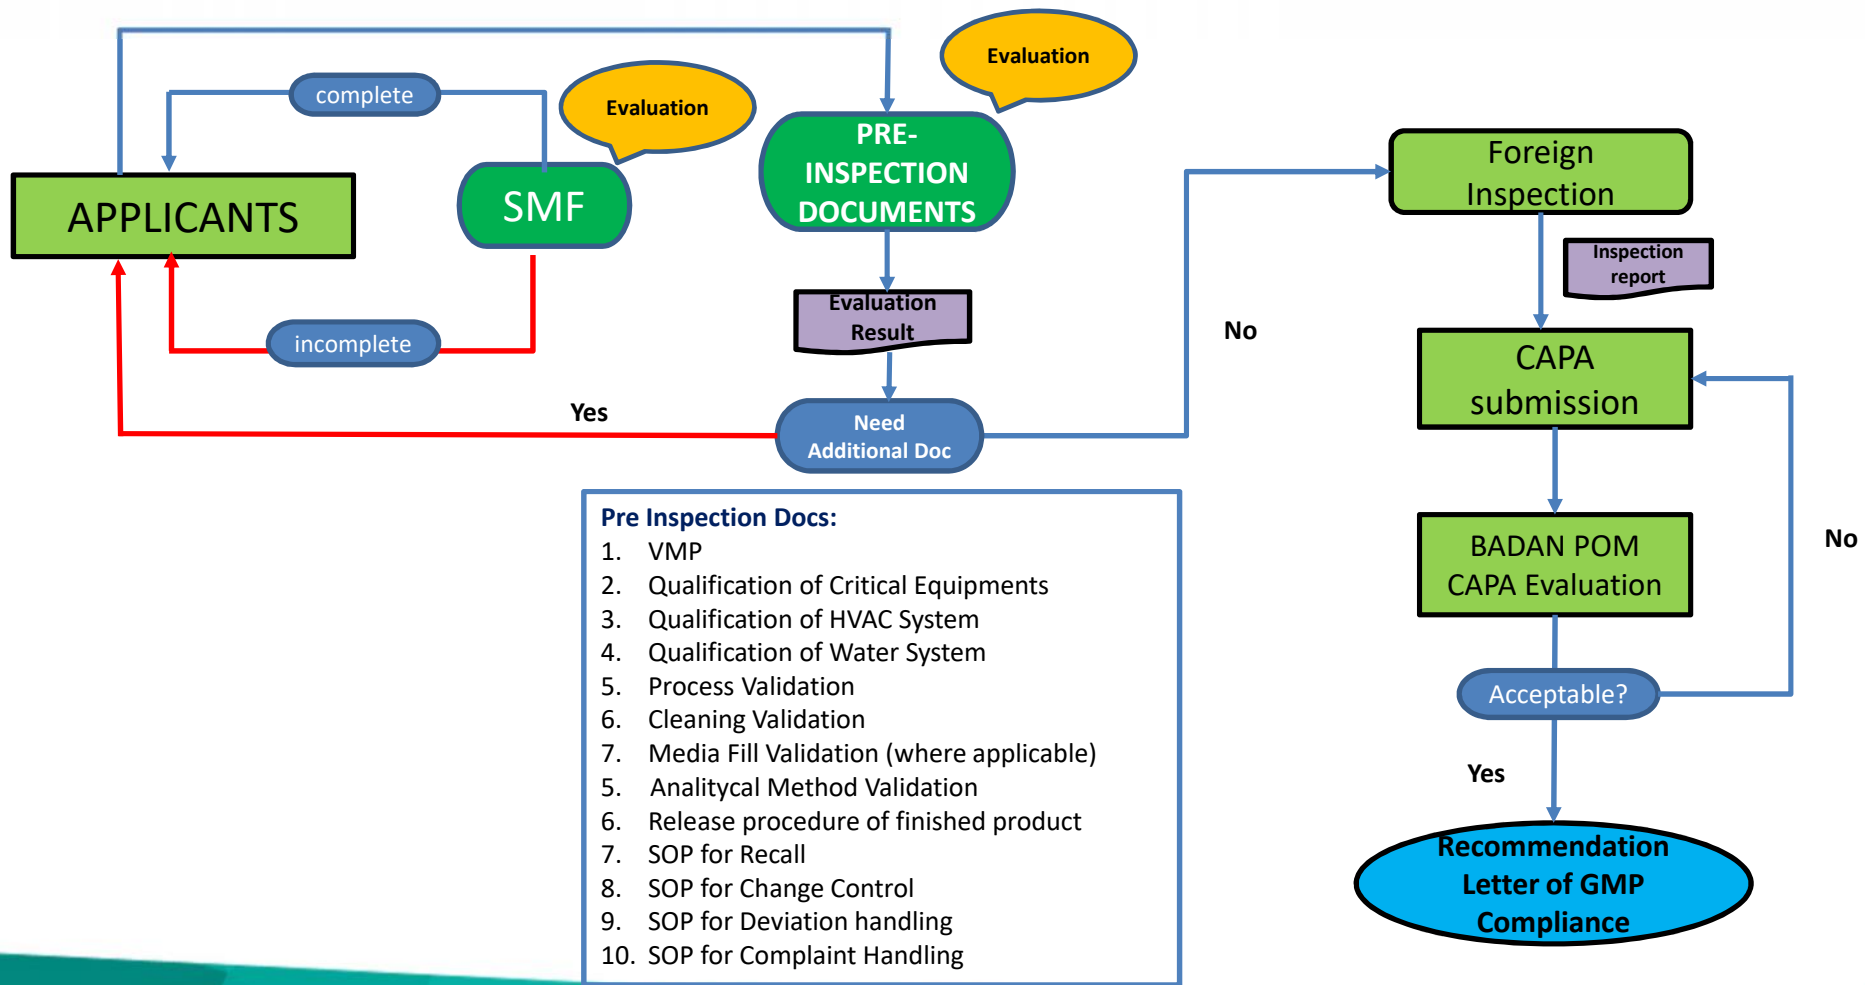 Evaluation
complete
Evaluation
PRE-
INSPECTION
DOCUMENTS
APPLICANTS
SMF
Foreign
Inspection
Inspection
report
Evaluation
Result
incomplete
No
CAPA
submission
Yes
Need
Additional Doc
Pre Inspection Docs:
1. VMP
2. Qualification of Critical Equipments
3. Qualification of HVAC System
4. Qualification of Water System
5. Process Validation
6. Cleaning Validation
7. Media Fill Validation (where applicable)
5. Analitycal Method Validation
6. Release procedure of finished product
7. SOP for Recall
8. SOP for Change Control
9. SOP for Deviation handling
10. SOP for Complaint Handling
BADAN POM
CAPA Evaluation
No
Acceptable?
Yes
Recommendation
Letter of GMP
Compliance